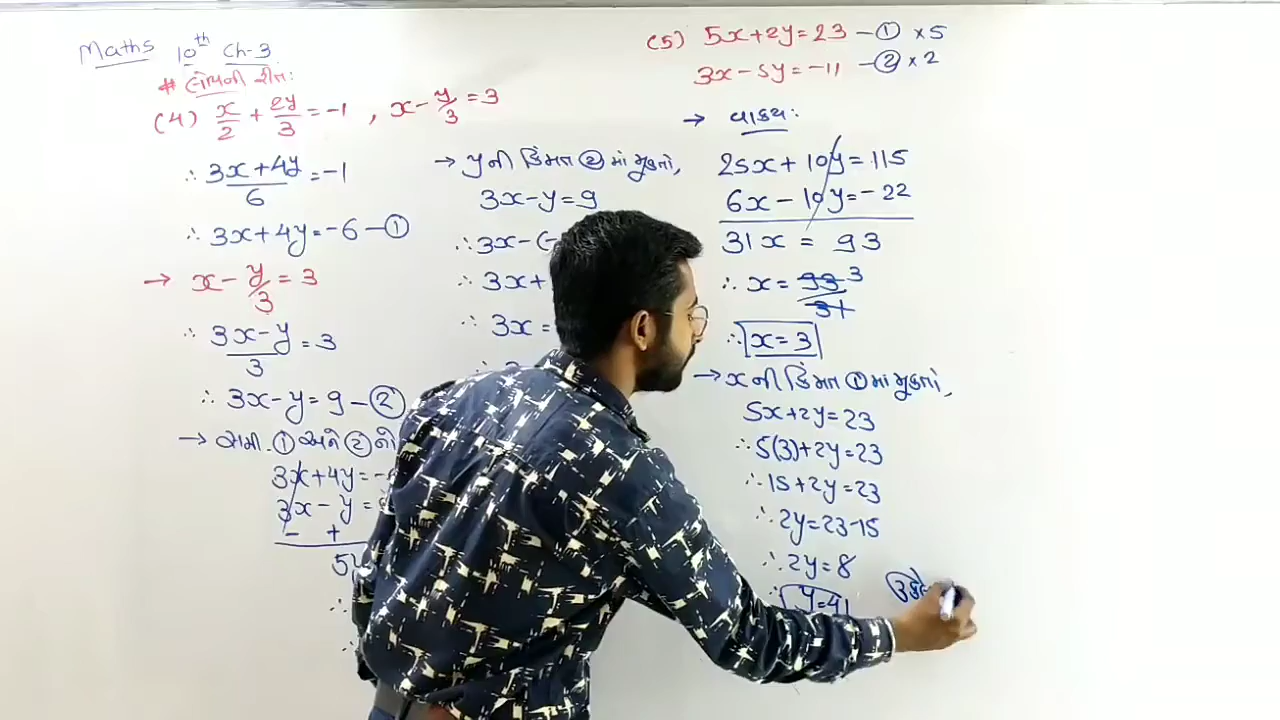 Maths 10th Ch-3
# લોપની રીત:
(4) x/2 + 2y/3 = -1 , x - y/3 = 3
∴ 3x+4y/6 = -1
∴ 3x+4y = -6 - ①
→ x - y/3 = 3
∴ 3x-y/3 = 3
∴ 3x-y = 9 - ②
→ સમી. ① અને ② નો
3x+4y = -
3x - y =
- +
5y
∴
→ y ની કિંમત ② માં મુકતાં,
3x-y = 9
∴ 3x-(-
∴ 3x+
∴ 3x =
(5) 5x+2y = 23 - ① × 5
3x-5y = -11 - ② × 2
→
25x + 10y = 115
6x - 10y = -22
31x = 93
∴ x = 93/31 3
∴ x = 3
→ x ની કિંમત ① માં મુકતાં,
5x+2y = 23
∴ 5(3)+2y = 23
∴ 15+2y = 23
∴ 2y = 23-15
∴ 2y = 8
∴ y = 4